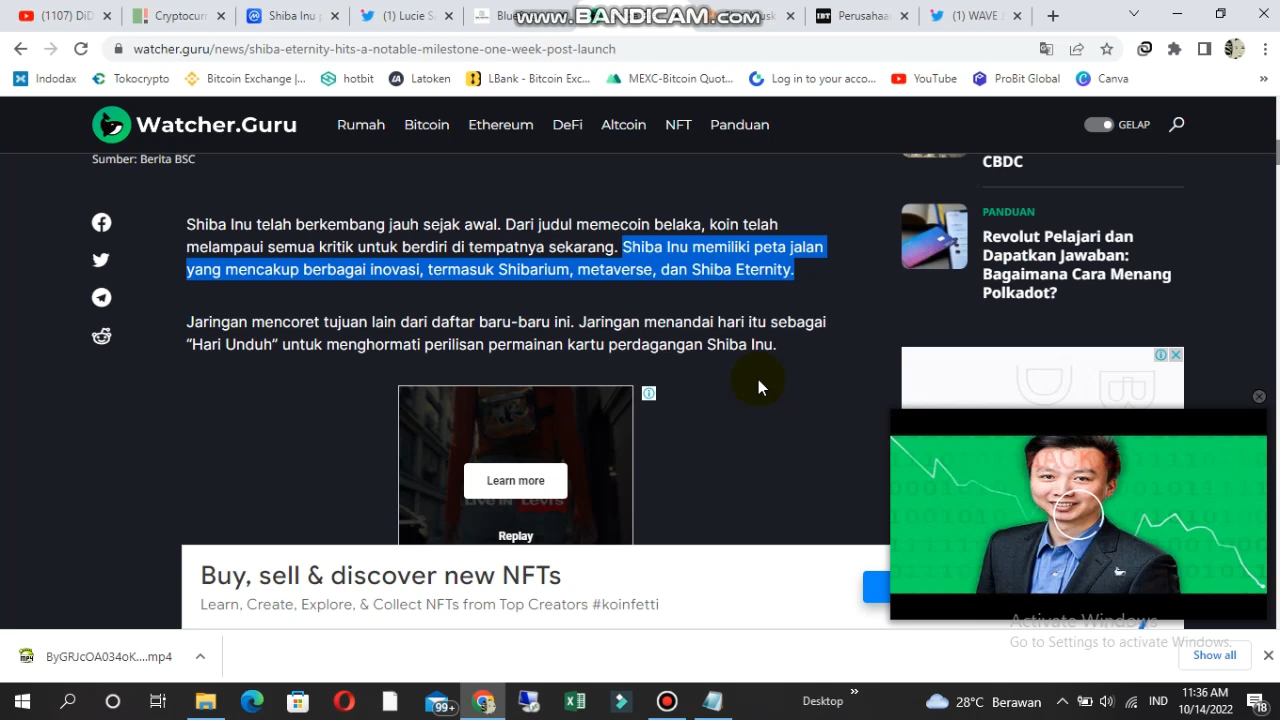 (1107) DiD
Cryptocurr
Shiba Inu p
(1) Lucie S
Blue
www.BANDICAM.com
usk
IBT
Perusahaa
(1) WAVE
watcher.guru/news/shiba-eternity-hits-a-notable-milestone-one-week-post-launch
Indodax
Tokocrypto
Bitcoin Exchange |...
hotbit
Latoken
LBank - Bitcoin Exc...
MEXC-Bitcoin Quot...
Log in to your acco...
YouTube
ProBit Global
Canva
»
Watcher.Guru
Rumah
Bitcoin
Ethereum
DeFi
Altcoin
NFT
Panduan
GELAP
Sumber: Berita BSC
Shiba Inu telah berkembang jauh sejak awal. Dari judul memecoin belaka, koin telah
melampaui semua kritik untuk berdiri di tempatnya sekarang. Shiba Inu memiliki peta jalan
yang mencakup berbagai inovasi, termasuk Shibarium, metaverse, dan Shiba Eternity.
Jaringan mencoret tujuan lain dari daftar baru-baru ini. Jaringan menandai hari itu sebagai
“Hari Unduh” untuk menghormati perilisan permainan kartu perdagangan Shiba Inu.
CBDC
PANDUAN
Revolut Pelajari dan
Dapatkan Jawaban:
Bagaimana Cara Menang
Polkadot?
Learn more
Replay
HACK
Buy, sell & discover new NFTs
Learn, Create, Explore, & Collect NFTs from Top Creators #koinfetti
Activate Windows
Go to Settings to activate Windows.
ByGRJcOA034oK....mp4
Show all
99+
Desktop
»
28°C
Berawan
IND
11:36 AM
10/14/2022
18